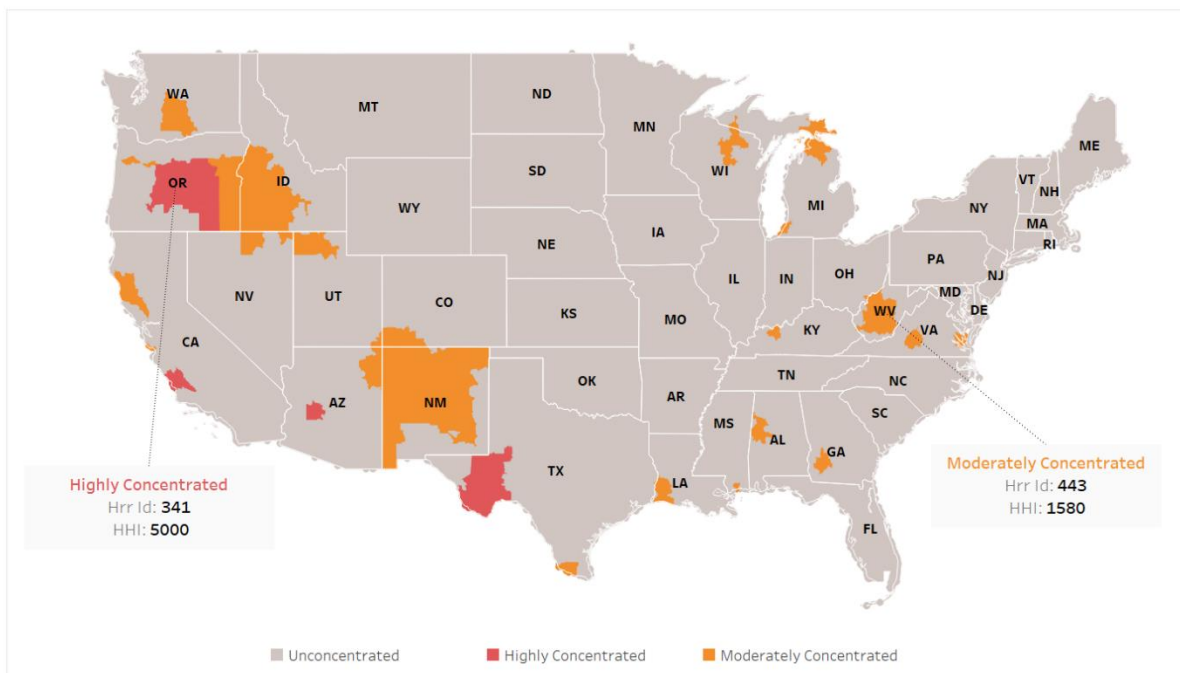 WA
MT
ND
MN
ME
OR
ID
SD
WI
VT
NH
WY
MI
NY
MA
RI
IA
NE
PA
NJ
NV
UT
CO
IL
IN
OH
MD
DE
WV
VA
KS
MO
KY
CA
TN
NC
AZ
NM
OK
AR
SC
MS
AL
GA
TX
LA
FL
Highly Concentrated
Hrr Id: 341
HHI: 5000
Moderately Concentrated
Hrr Id: 443
HHI: 1580
Unconcentrated
Highly Concentrated
Moderately Concentrated